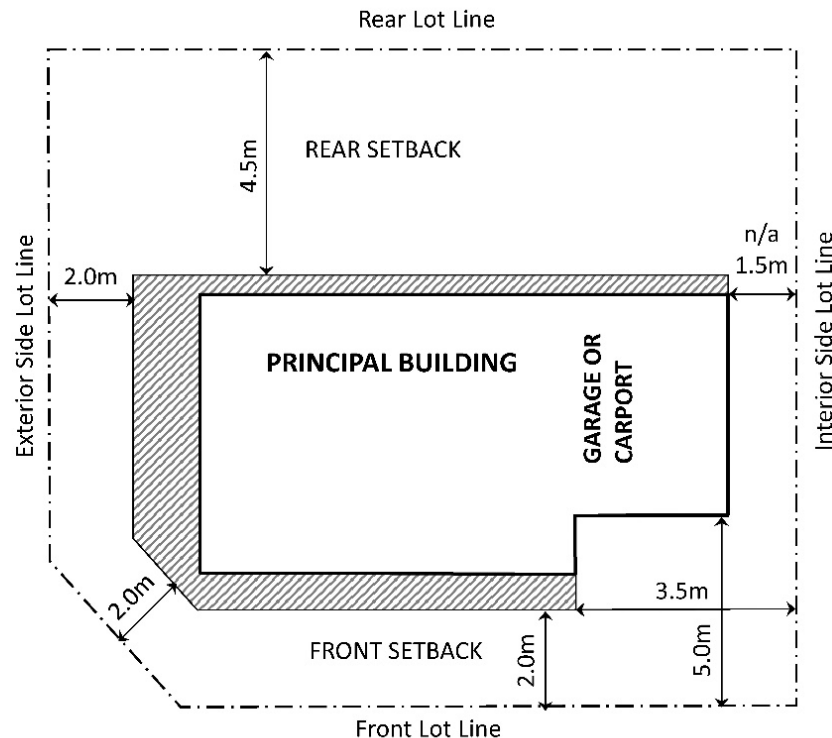 Rear Lot Line
4.5m
REAR SETBACK
n/a
1.5m
2.0m
Exterior Side Lot Line
Interior Side Lot Line
PRINCIPAL BUILDING
GARAGE OR
CARPORT
2.0m
3.5m
FRONT SETBACK
2.0m
5.0m
Front Lot Line